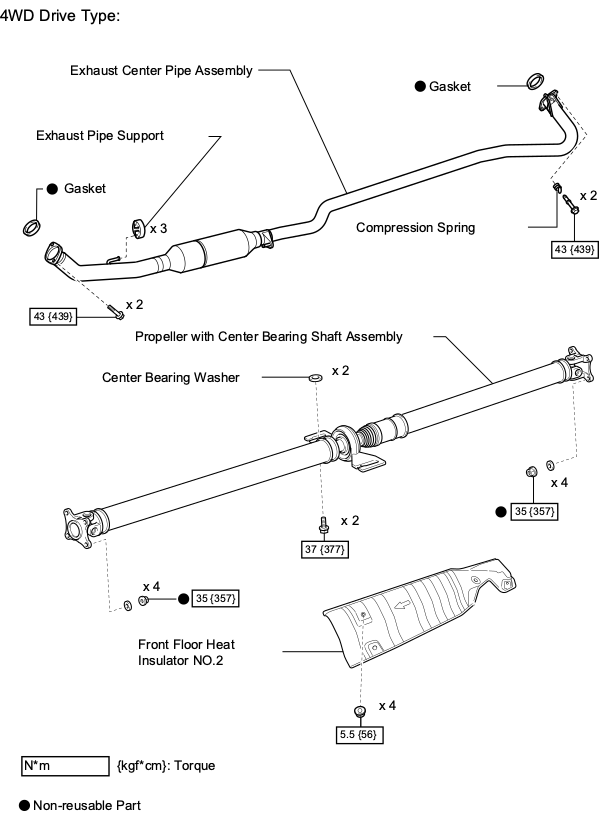 4WD Drive Type:
Exhaust Center Pipe Assembly
● Gasket
Exhaust Pipe Support
● Gasket
x 3
x 2
Compression Spring
43 {439}
x 2
43 {439}
Propeller with Center Bearing Shaft Assembly
Center Bearing Washer
x 2
x 4
● 35 {357}
x 2
37 {377}
x 4
● 35 {357}
Front Floor Heat
Insulator NO.2
x 4
5.5 {56}
N*m {kgf*cm}: Torque
● Non-reusable Part